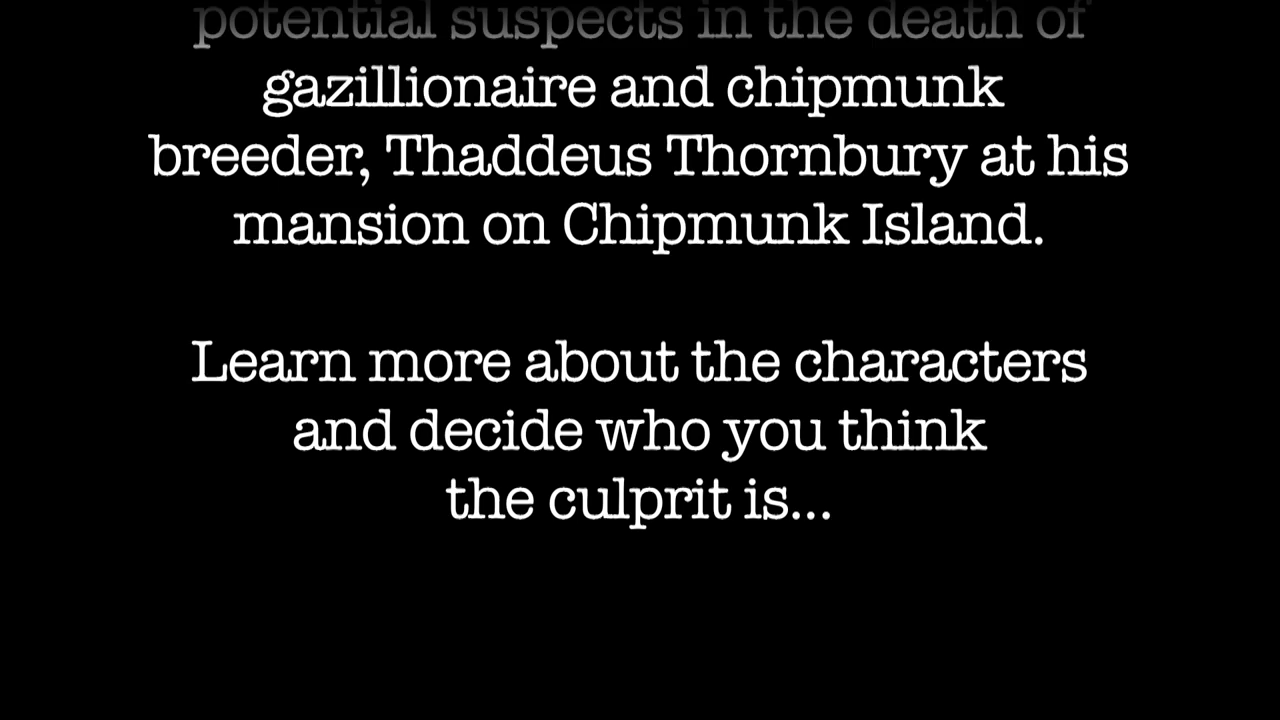 potential suspects in the death of
gazillionaire and chipmunk
breeder, Thaddeus Thornbury at his
mansion on Chipmunk Island.
Learn more about the characters
and decide who you think
the culprit is...